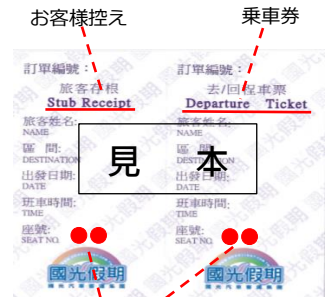 お客様控え
乗車券
訂單編號：
旅客存根
Stub Receipt
旅客姓名:
NAME
區 間:
DESTINATION
出發日期:
DATE
班車時間:
TIME
座號:
SEAT NO
國光假期
訂單編號：
去/回程車票
Departure Ticket
旅客姓名:
NAME
區 間:
DESTINATION
出發日期:
DATE
班車時間:
TIME
座號:
SEAT NO
國光假期
見 本